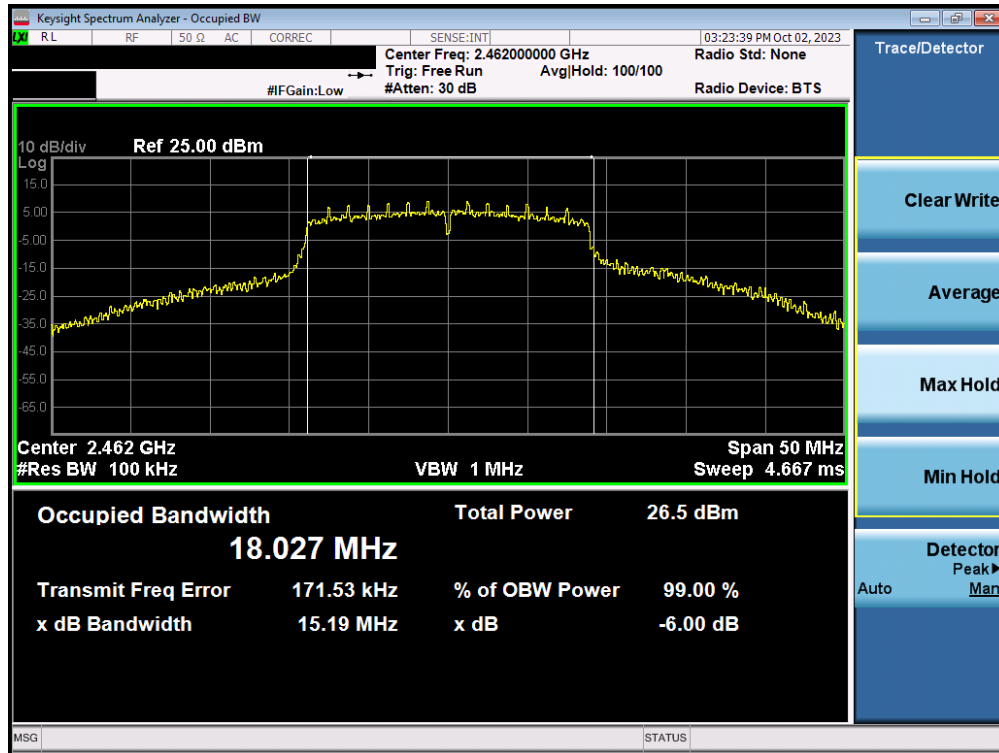 Keysight Spectrum Analyzer - Occupied BW
LXI RL RF 50 Ω AC CORREC SENSE:INT 03:23:39 PM Oct 02, 2023
Center Freq: 2.462000000 GHz Radio Std: None
Trig: Free Run Avg|Hold: 100/100
#IFGain:Low #Atten: 30 dB Radio Device: BTS
Trace/Detector
10 dB/div Ref 25.00 dBm
Log
15.0
5.00
-5.00
-15.0
-25.0
-35.0
-45.0
-55.0
-65.0
Center 2.462 GHz Span 50 MHz
#Res BW 100 kHz VBW 1 MHz Sweep 4.667 ms
Occupied Bandwidth Total Power 26.5 dBm
18.027 MHz
Transmit Freq Error 171.53 kHz % of OBW Power 99.00 %
x dB Bandwidth 15.19 MHz x dB -6.00 dB
Clear Write
Average
Max Hold
Min Hold
Detector
Peak▶
Auto Man
MSG STATUS